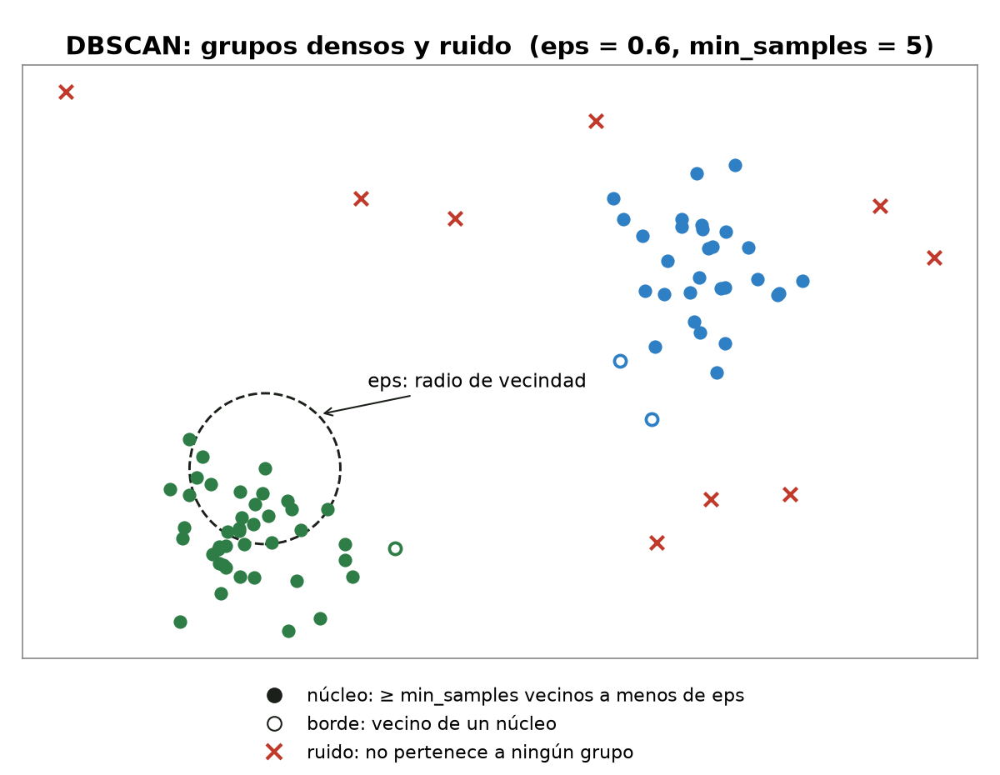 DBSCAN: grupos densos y ruido  (eps = 0.6, min_samples = 5)
eps: radio de vecindad
núcleo: ≥ min_samples vecinos a menos de eps
borde: vecino de un núcleo
ruido: no pertenece a ningún grupo